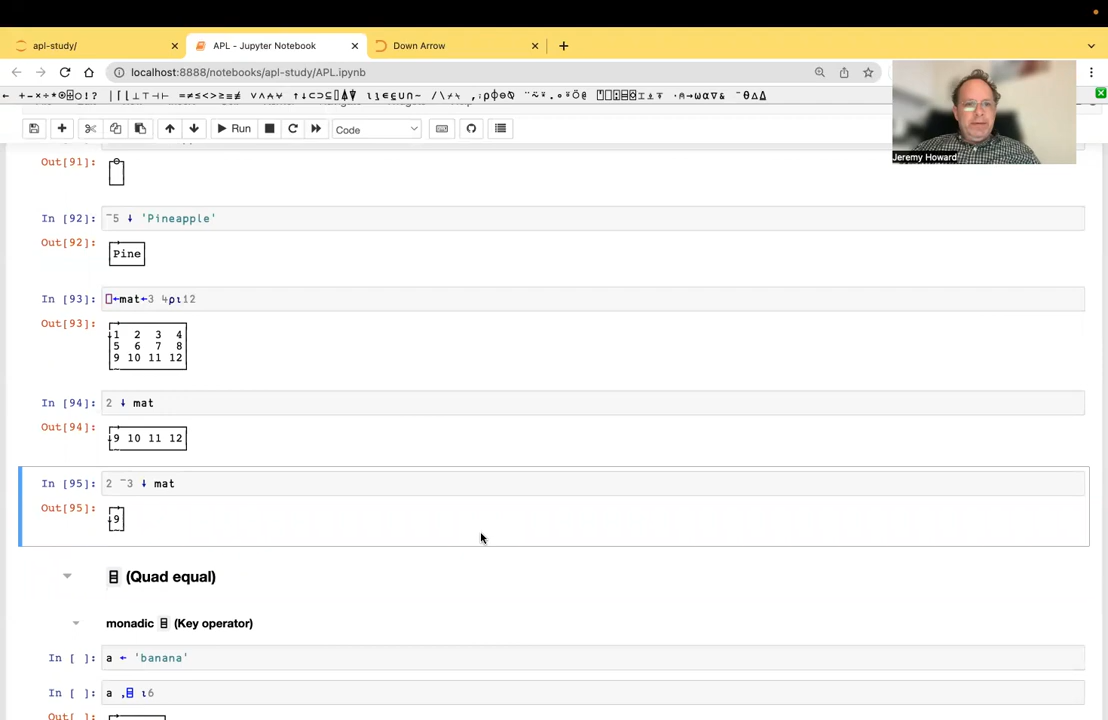 apl-study/
APL - Jupyter Notebook
Down Arrow
localhost:8888/notebooks/apl-study/APL.ipynb
Jeremy Howard
Run
Code
Out[91]:
In [92]: ¯5 ↓ 'Pineapple'
Out[92]:
Pine
In [93]: ⎕←mat←3 4⍴⍳12
Out[93]:
1 2 3 4
5 6 7 8
9 10 11 12
In [94]: 2 ↓ mat
Out[94]:
9 10 11 12
In [95]: 2 ¯3 ↓ mat
Out[95]:
9
⌸ (Quad equal)
monadic ⌸ (Key operator)
In [ ]: a ← 'banana'
In [ ]: a ,⌸ ⍳6
Out[ ]: